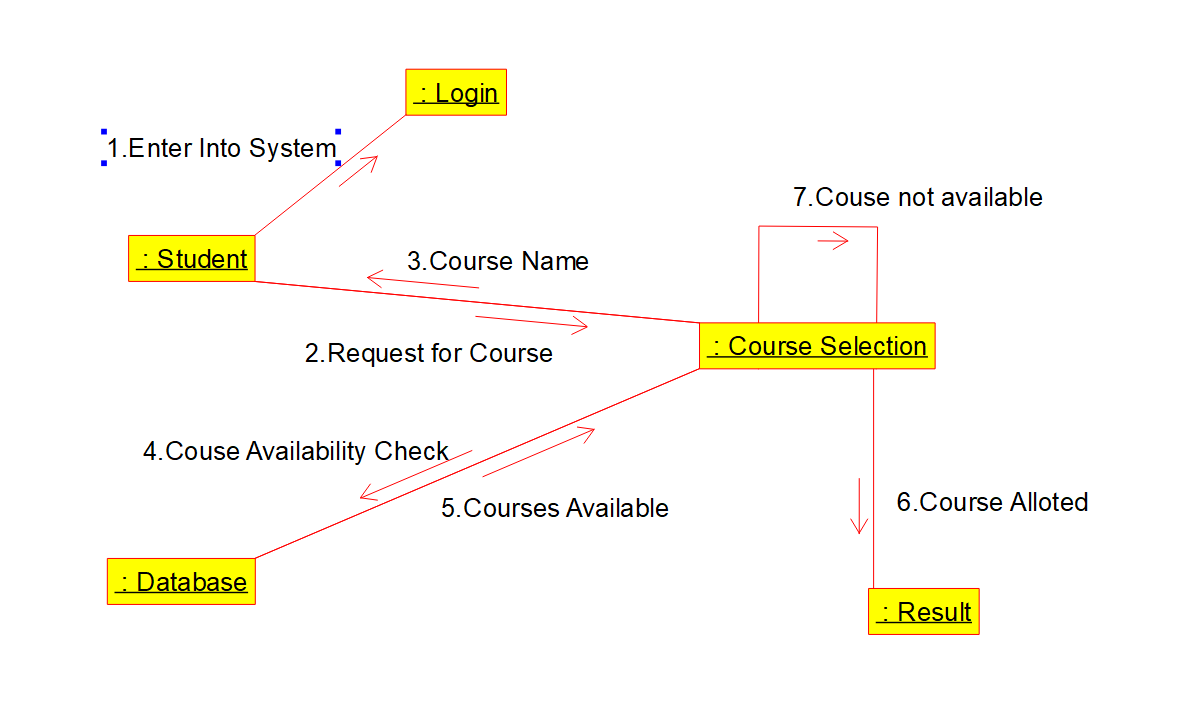 : Login
1.Enter Into System
7.Couse not available
: Student
3.Course Name
: Course Selection
2.Request for Course
4.Couse Availability Check
5.Courses Available
6.Course Alloted
: Database
: Result